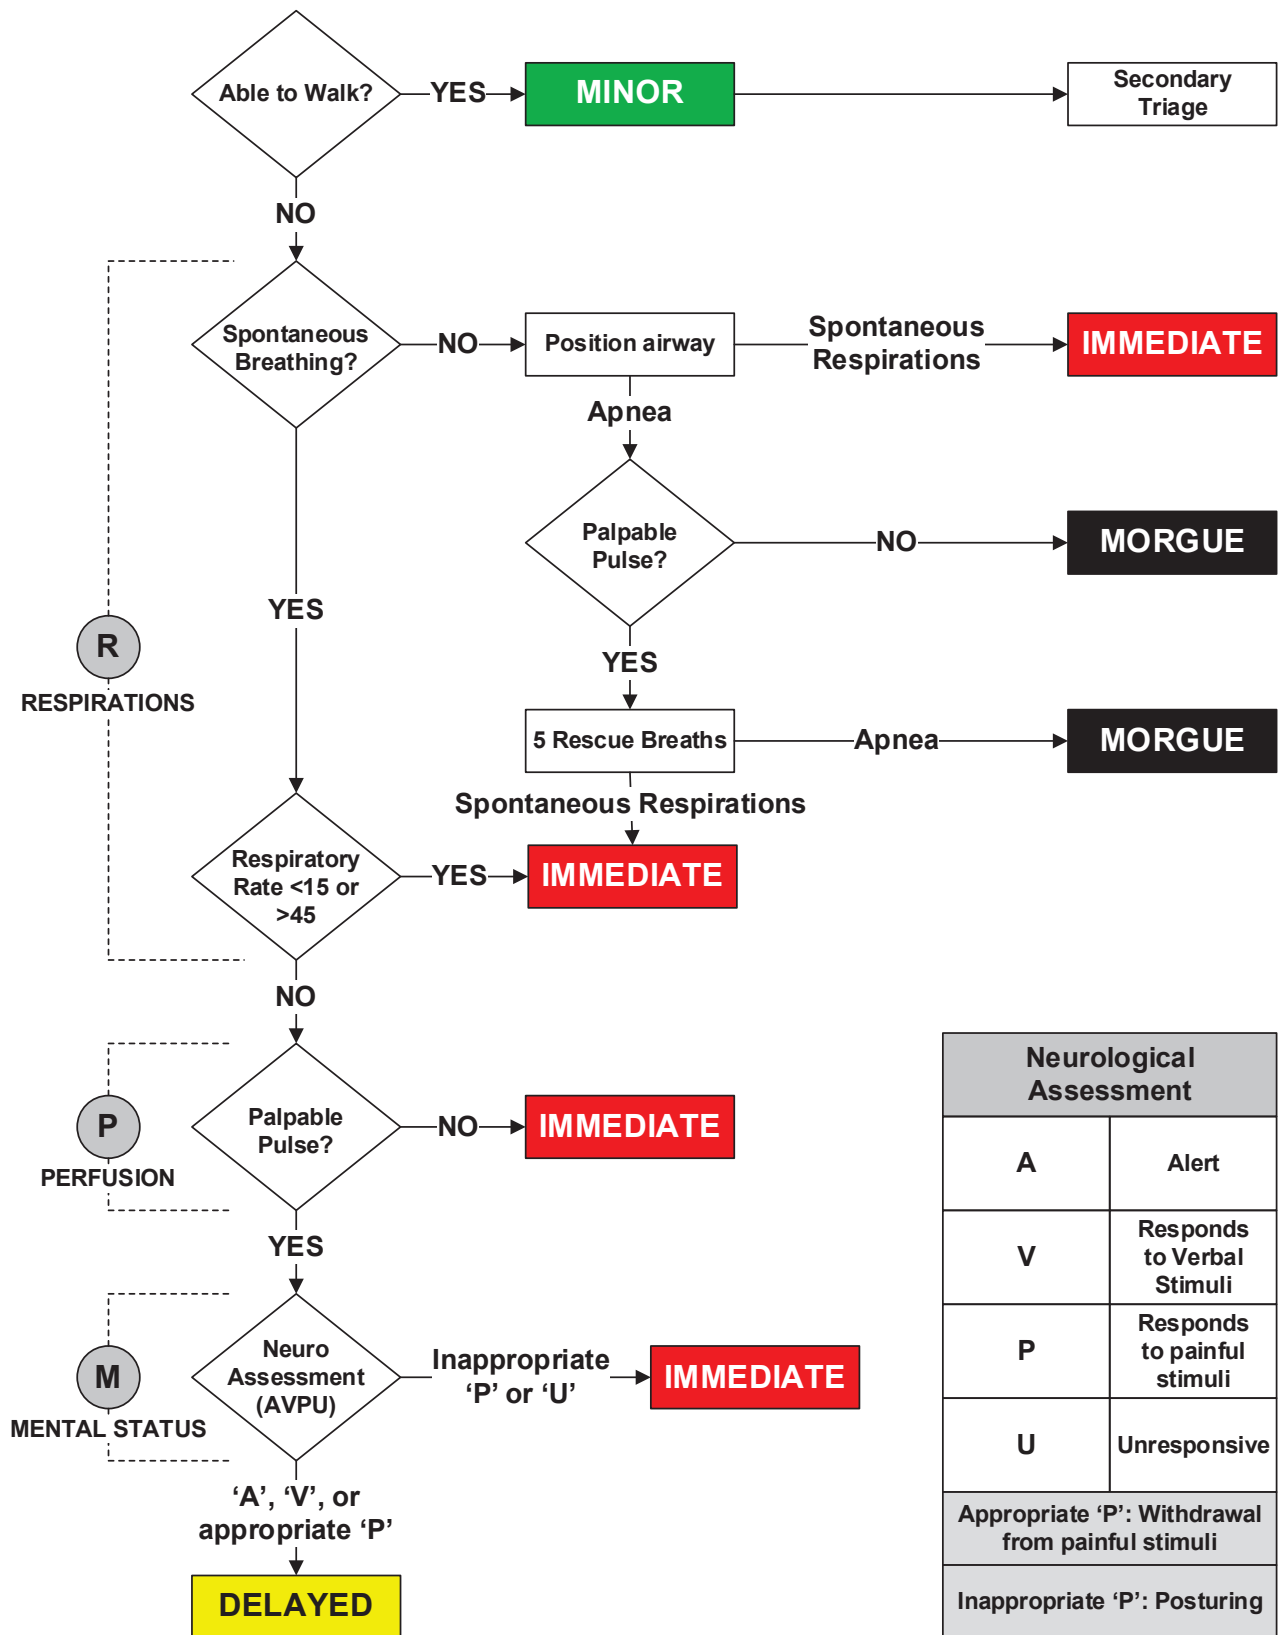 Able to Walk?
YES
MINOR
Secondary
Triage
NO
Spontaneous
Breathing?
NO
Position airway
Spontaneous
Respirations
IMMEDIATE
Apnea
Palpable
Pulse?
NO
MORGUE
YES
YES
R
RESPIRATIONS
5 Rescue Breaths
Apnea
MORGUE
Spontaneous Respirations
Respiratory
Rate <15 or
>45
YES
IMMEDIATE
NO
P
PERFUSION
Palpable
Pulse?
NO
IMMEDIATE
YES
M
MENTAL STATUS
Neuro
Assessment
(AVPU)
Inappropriate
‘P’ or ‘U’
IMMEDIATE
‘A’, ‘V’, or
appropriate ‘P’
DELAYED
Neurological
Assessment
A
Alert
V
Responds
to Verbal
Stimuli
P
Responds
to painful
stimuli
U
Unresponsive
Appropriate ‘P’: Withdrawal
from painful stimuli
Inappropriate ‘P’: Posturing